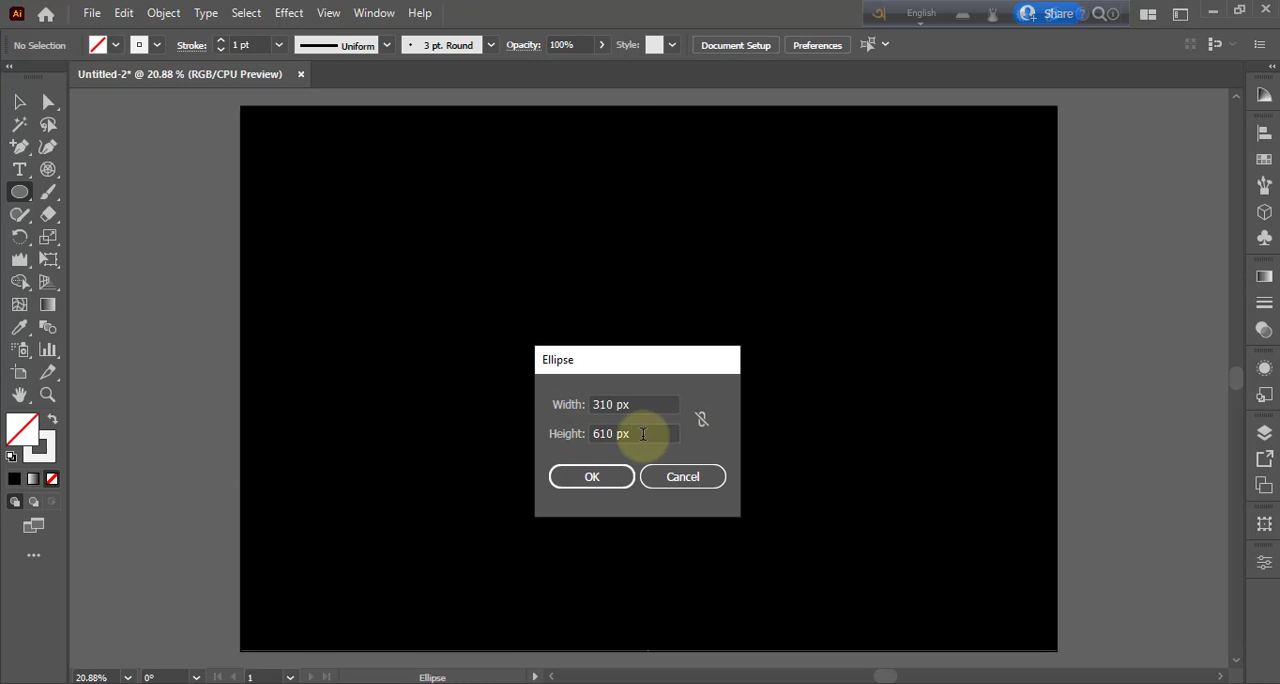 Ai File Edit Object Type Select Effect View Window Help English Share
No Selection Stroke: 1 pt Uniform 3 pt. Round Opacity: 100% Style: Document Setup Preferences
Untitled-2* @ 20.88 % (RGB/CPU Preview) ×
Ellipse
Width: 310 px
Height: 610 px
OK Cancel
20.88% 0° 1 Ellipse